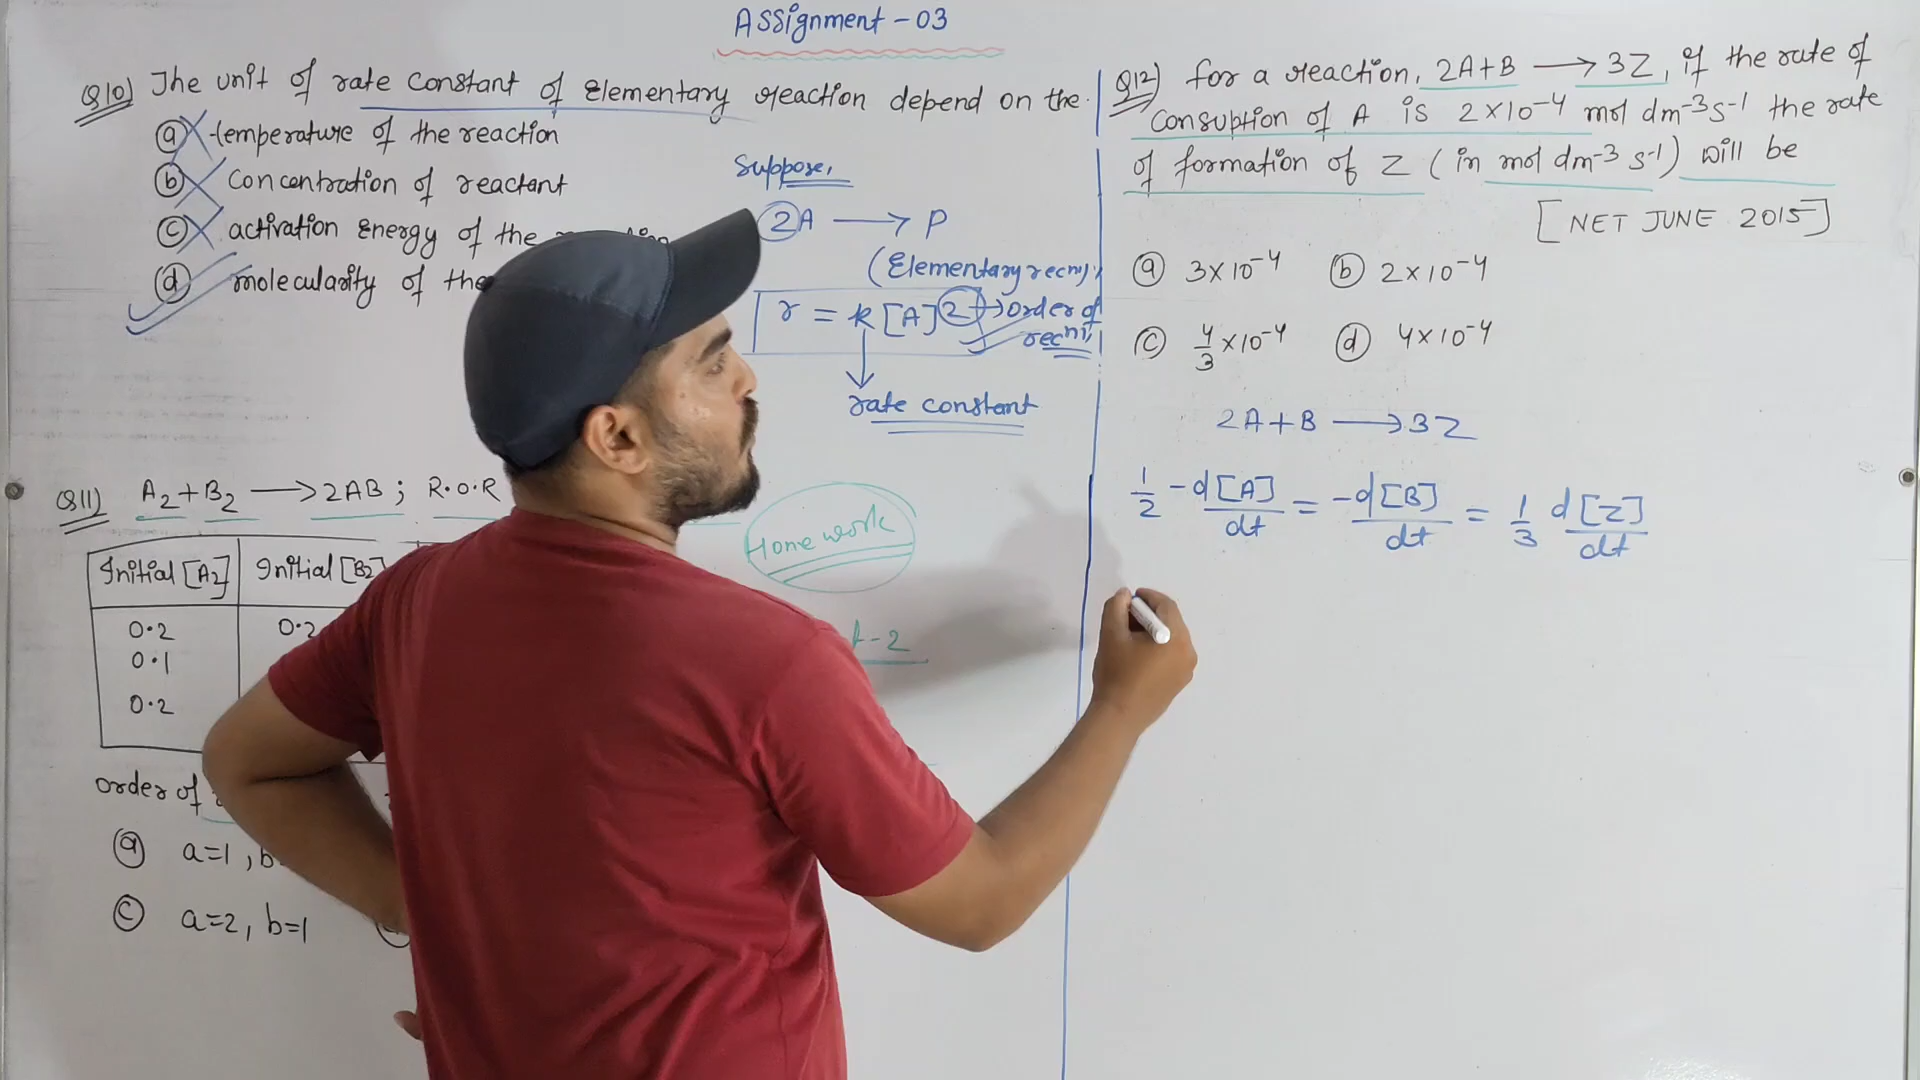 Assignment - 03
Q10) The unit of rate constant of Elementary reaction depend on the
(a) temperature of the reaction
(b) concentration of reactant
(c) activation Energy of the
(d) molecularity of the
Suppose,
2A ⟶ P
(Elementary recn)
r = k [A]2 → order of recn
rate constant
Q11) A2 + B2 ⟶ 2AB ; R.O.R
Homework
Initial [A2] Initial [B2]
0.2 0.2
0.1
0.2
-2
order of
(a) a=1, b
(c) a=2, b=1
Q12) for a reaction, 2A+B ⟶ 3Z, if the rate of
consuption of A is 2×10-4 mol dm-3 s-1 the rate
of formation of Z (in mol dm-3 s-1) will be
[NET JUNE 2015]
(a) 3×10-4 (b) 2×10-4
(c) 4/3 ×10-4 (d) 4×10-4
2A+B ⟶ 3Z
1/2 -d[A]/dt = -d[B]/dt = 1/3 d[Z]/dt